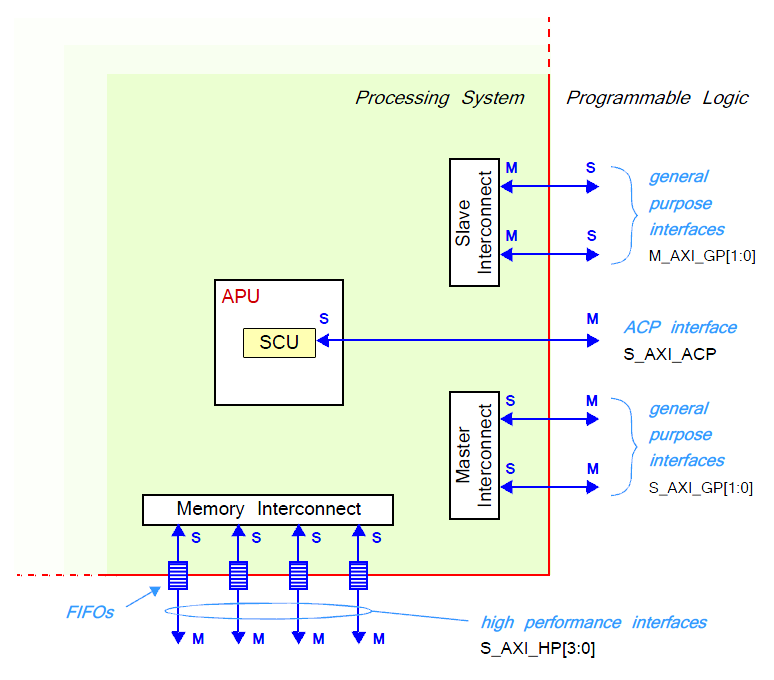 Processing System
Programmable Logic
M
S
general
purpose
interfaces
M_AXI_GP[1:0]
Slave
Interconnect
M
S
APU
SCU
S
M
ACP interface
S_AXI_ACP
S
M
general
purpose
interfaces
S_AXI_GP[1:0]
Master
Interconnect
S
M
Memory Interconnect
S
S
S
S
FIFOs
M
M
M
M
high performance interfaces
S_AXI_HP[3:0]